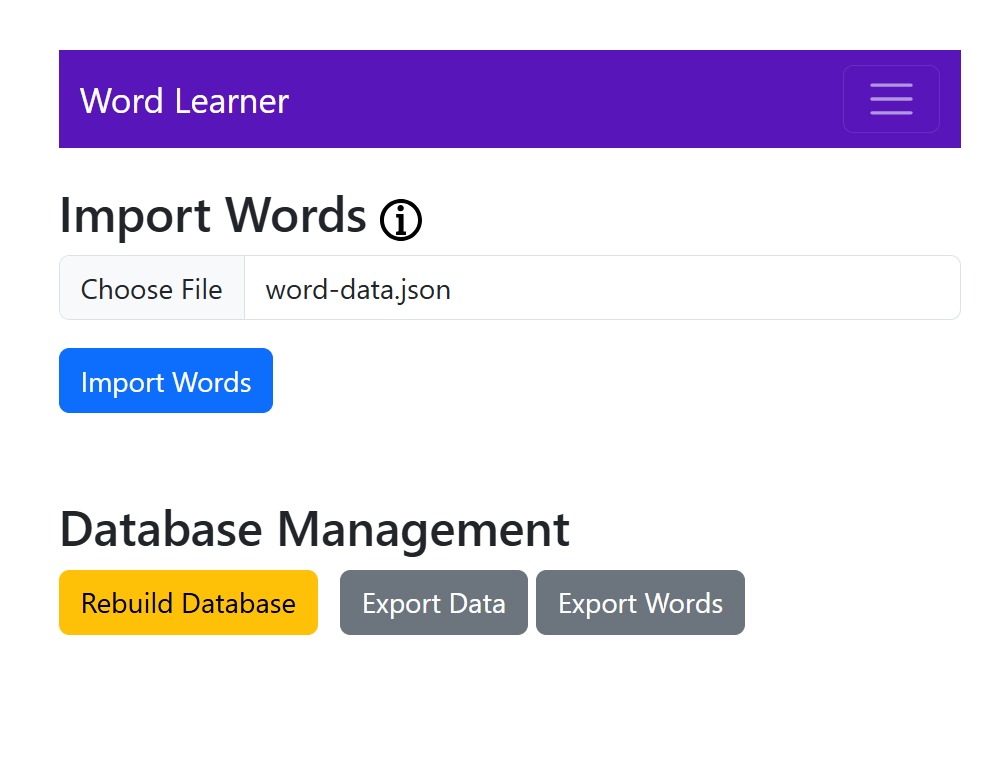 Word Learner
Import Words
Choose File word-data.json
Import Words
Database Management
Rebuild Database Export Data Export Words